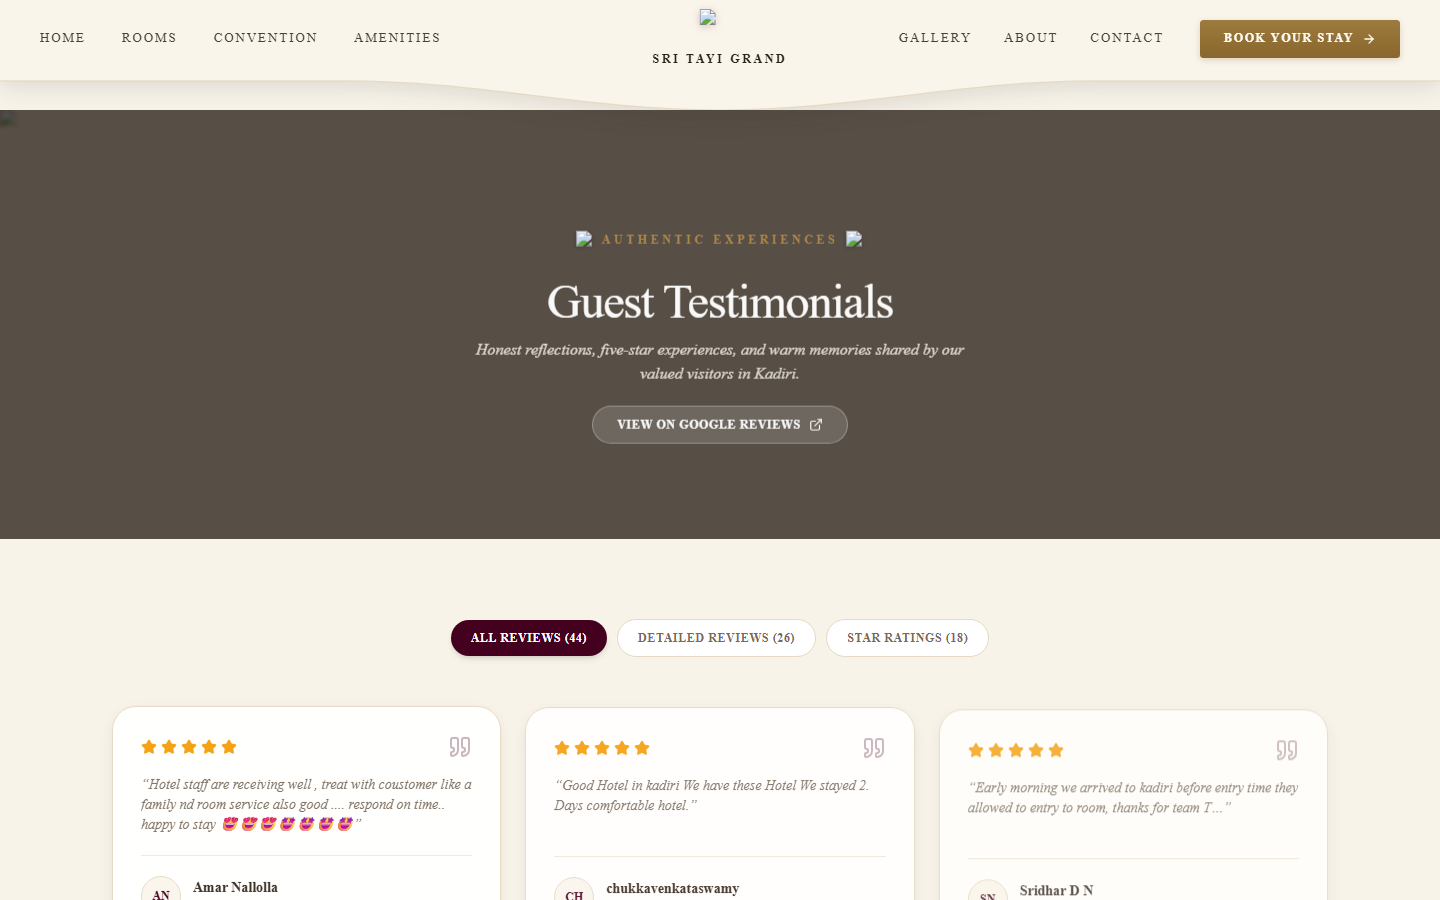 HOME ROOMS CONVENTION AMENITIES
SRI TAYI GRAND
GALLERY ABOUT CONTACT BOOK YOUR STAY
AUTHENTIC EXPERIENCES
Guest Testimonials
Honest reflections, five-star experiences, and warm memories shared by our
valued visitors in Kadiri.
VIEW ON GOOGLE REVIEWS
ALL REVIEWS (44) DETAILED REVIEWS (26) STAR RATINGS (18)
“Hotel staff are receiving well , treat with coustomer like a
family nd room service also good .... respond on time..
happy to stay 😍😍😍😍😍😍😍”
AN Amar Nallolla
“Good Hotel in kadiri We have these Hotel We stayed 2.
Days comfortable hotel.”
CH chukkavenkataswamy
“Early morning we arrived to kadiri before entry time they
allowed to entry to room, thanks for team T…”
SN Sridhar D N